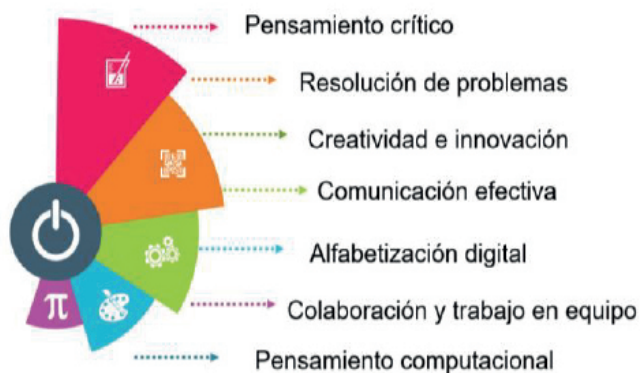 Pensamiento crítico
Resolución de problemas
Creatividad e innovación
Comunicación efectiva
Alfabetización digital
Colaboración y trabajo en equipo
π
Pensamiento computacional